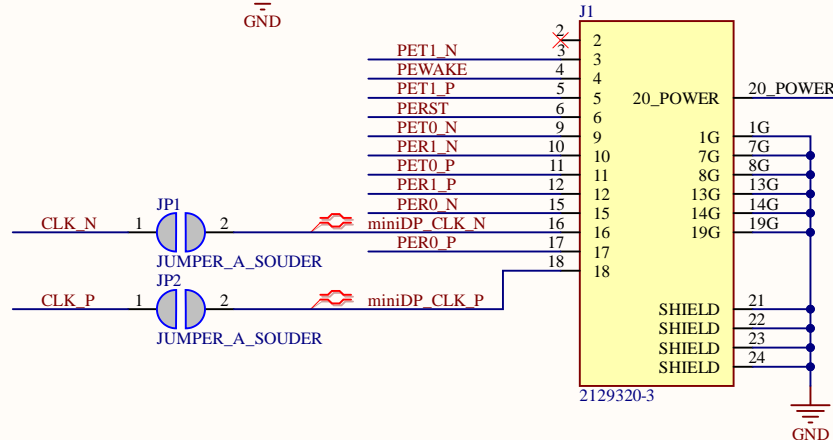 GND
J1
2
2
PET1_N
3
3
PEWAKE
4
4
PET1_P
5
5
20_POWER
20_POWER
PERST
6
6
PET0_N
9
9
1G
1G
PER1_N
10
10
7G
7G
PET0_P
11
11
8G
8G
PER1_P
12
12
13G
13G
PER0_N
15
15
14G
14G
JP1
CLK_N
1
2
miniDP_CLK_N
16
16
19G
19G
PER0_P
17
17
JUMPER_A_SOUDER
18
18
JP2
CLK_P
1
2
miniDP_CLK_P
SHIELD
21
SHIELD
22
JUMPER_A_SOUDER
SHIELD
23
SHIELD
24
2129320-3
GND